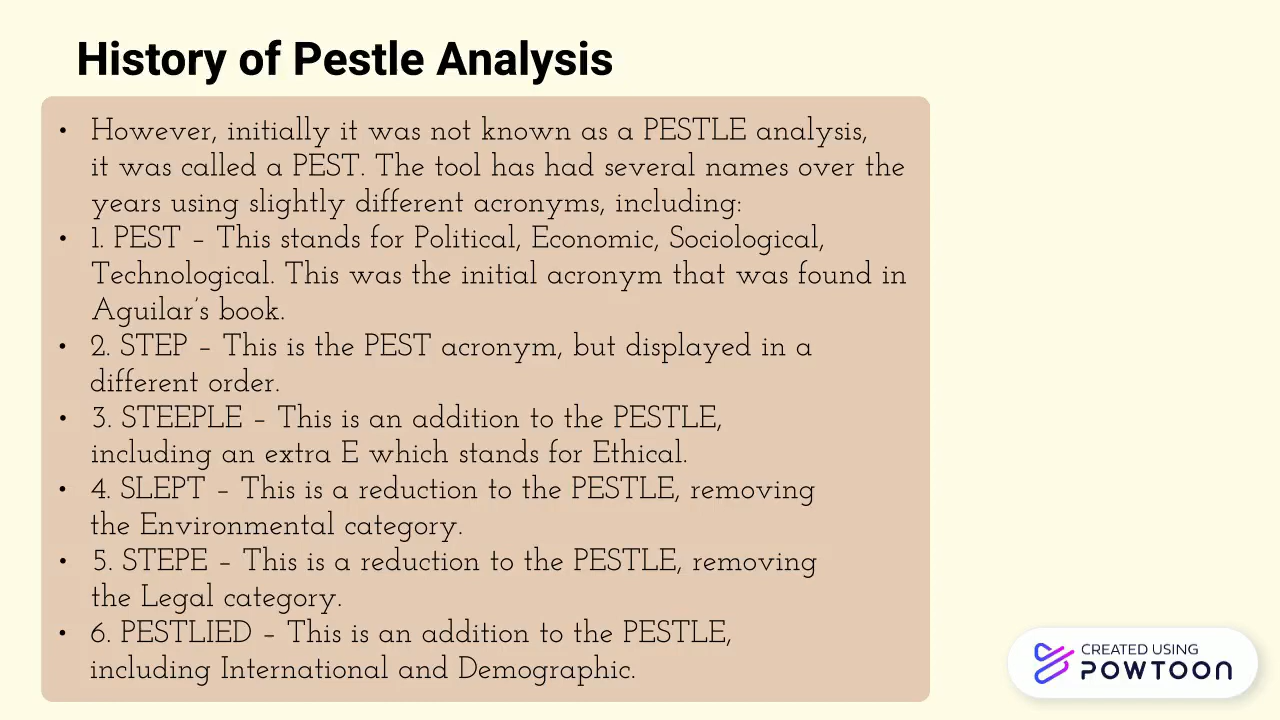 History of Pestle Analysis
• However, initially it was not known as a PESTLE analysis,
it was called a PEST. The tool has had several names over the
years using slightly different acronyms, including:
• 1. PEST – This stands for Political, Economic, Sociological,
Technological. This was the initial acronym that was found in
Aguilar's book.
• 2. STEP – This is the PEST acronym, but displayed in a
different order.
• 3. STEEPLE – This is an addition to the PESTLE,
including an extra E which stands for Ethical.
• 4. SLEPT – This is a reduction to the PESTLE, removing
the Environmental category.
• 5. STEPE – This is a reduction to the PESTLE, removing
the Legal category.
• 6. PESTLIED – This is an addition to the PESTLE,
including International and Demographic.
CREATED USING
POWTOON